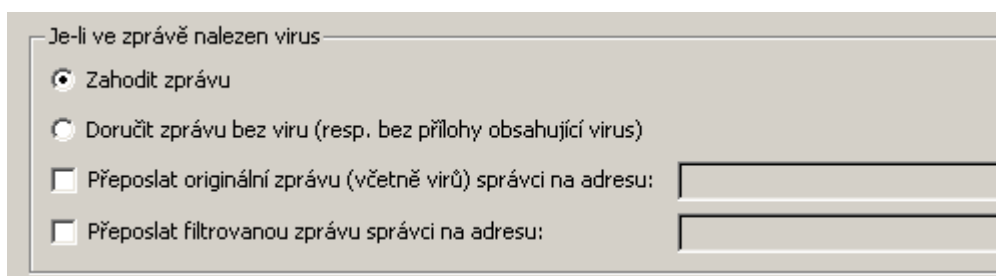 Je-li ve zprávě nalezen virus
Zahodit zprávu
Doručit zprávu bez viru (resp. bez přílohy obsahující virus)
Přeposlat originální zprávu (včetně virů) správci na adresu:
Přeposlat filtrovanou zprávu správci na adresu: